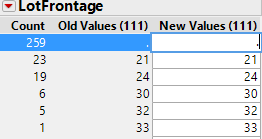 LotFrontage
Count Old Values (111) New Values (111)
259 . .
23 21 21
19 24 24
6 30 30
5 32 32
1 33 33